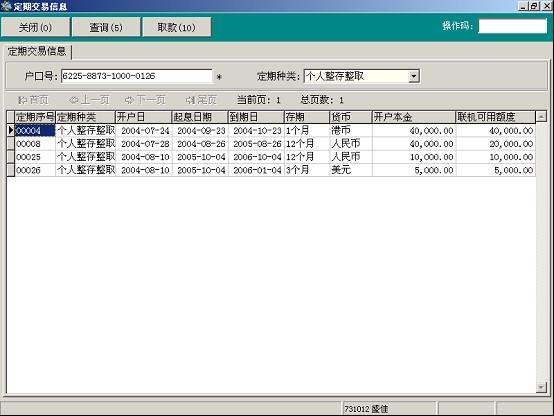 定期交易信息
关闭(0) 查询(5) 取款(10) 操作码:
定期交易信息
户口号: 6225-8873-1000-0126 * 定期种类: 个人整存整取
首页 上一页 下一页 尾页 当前页: 1 总页数: 1
定期序号 定期种类 开户日 起息日期 到期日 存期 货币 开户本金 联机可用额度
00004 个人整存整取 2004-07-24 2004-09-23 2004-10-23 1个月 港币 40,000.00 40,000.00
00008 个人整存整取 2004-07-28 2004-08-26 2005-08-26 12个月 人民币 40,000.00 20,000.00
00025 个人整存整取 2004-08-10 2005-10-04 2006-10-04 12个月 人民币 10,000.00 10,000.00
00026 个人整存整取 2004-08-10 2005-10-04 2006-01-04 3个月 美元 5,000.00 5,000.00
731012 盛佳